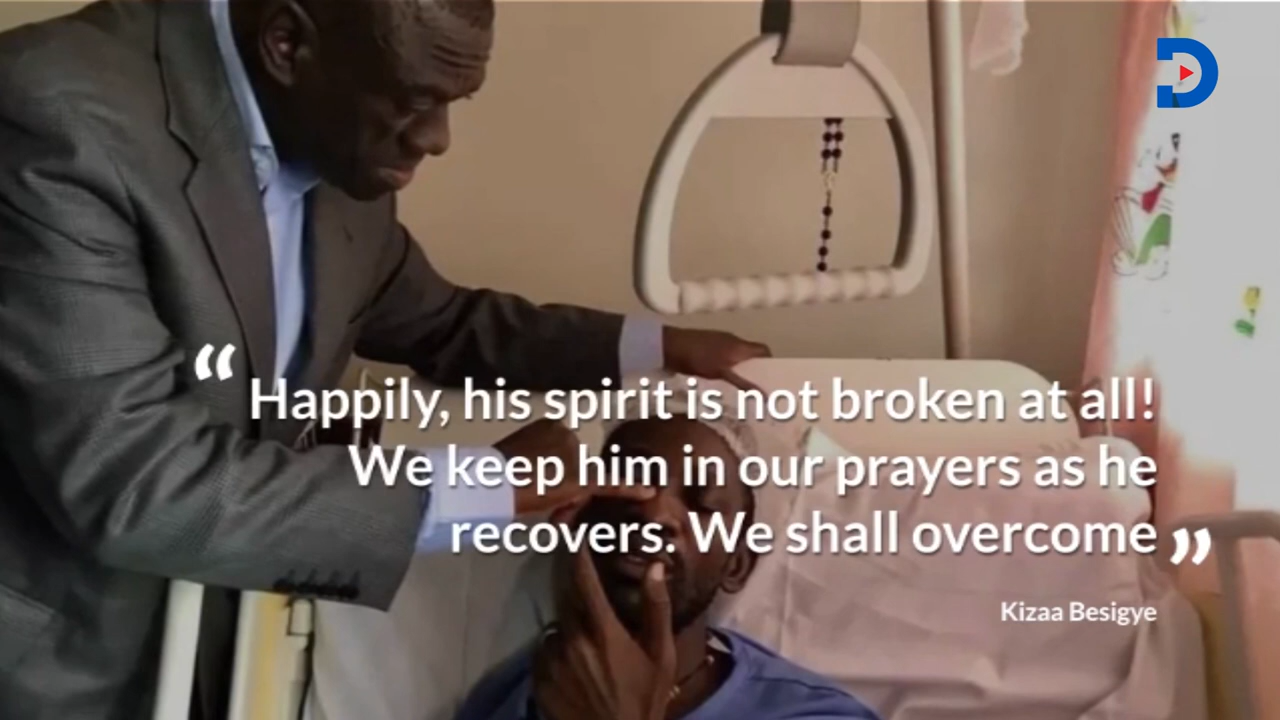 “ Happily, his spirit is not broken at all!
We keep him in our prayers as he
recovers. We shall overcome ”
Kizaa Besigye
D